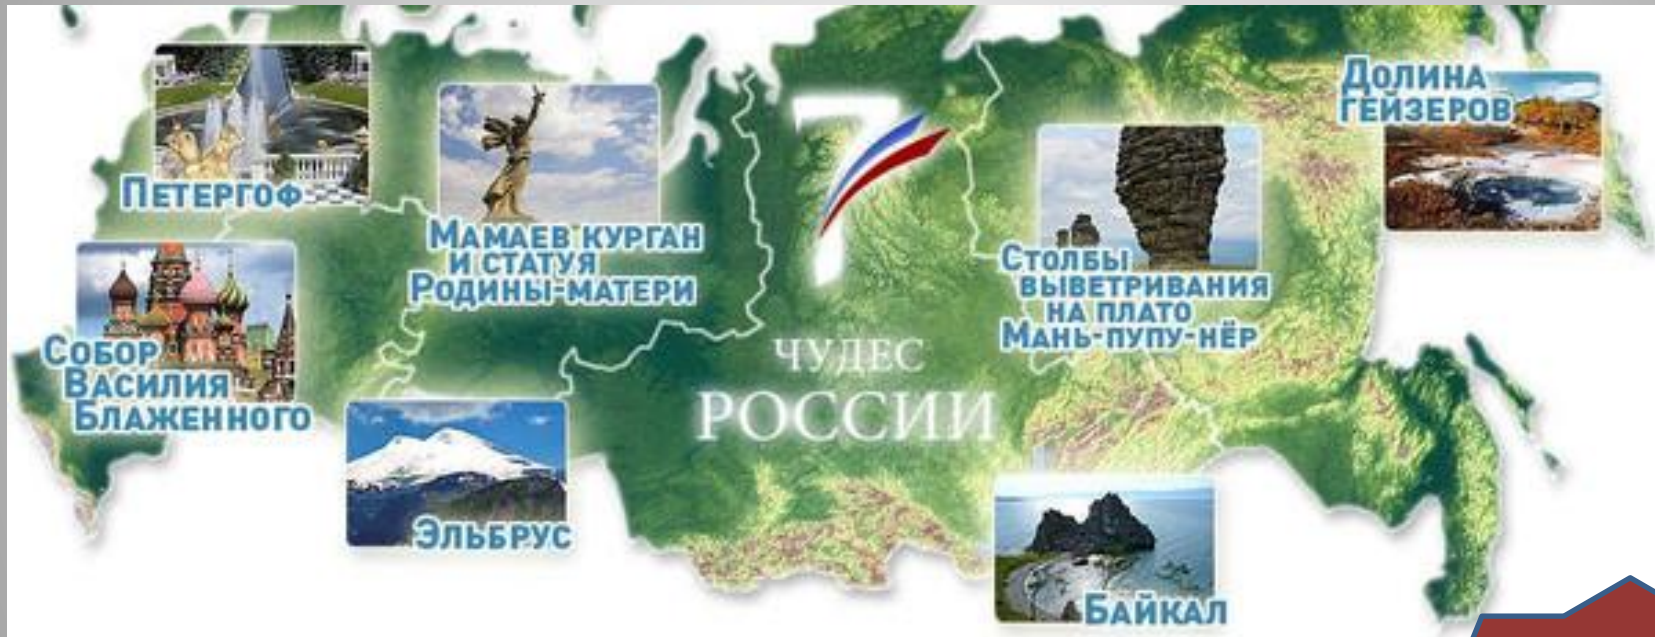 Петергоф
Мамаев курган
и статуя
Родины-матери
Собор
Василия
Блаженного
Эльбрус
7
ЧУДЕС
РОССИИ
Столбы
выветривания
на плато
Мань-пупу-нёр
Долина
гейзеров
Байкал